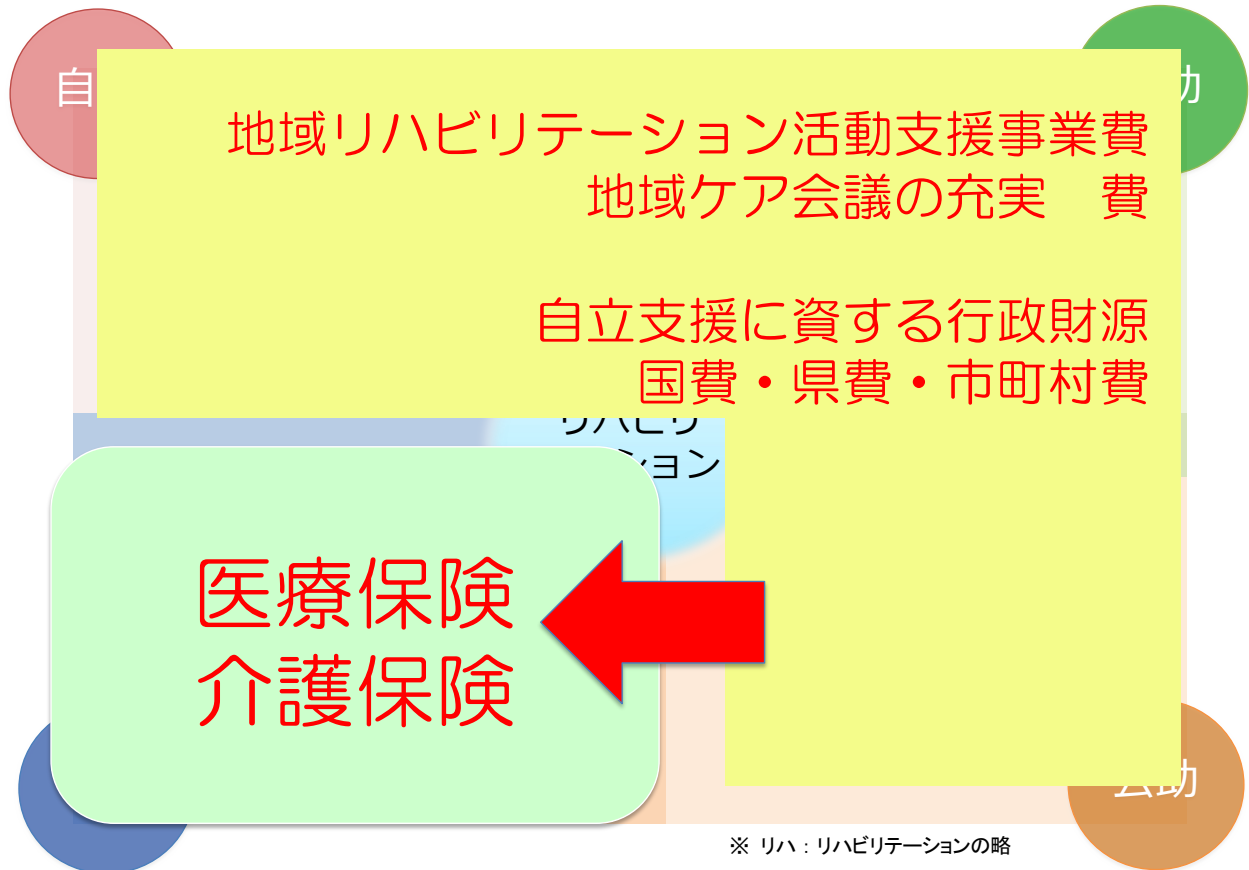 自
助
地域リハビリテーション活動支援事業費
地域ケア会議の充実　費
自立支援に資する行政財源
国費・県費・市町村費
リハビリ
ション
医療保険
介護保険
公助
※ リハ：リハビリテーションの略